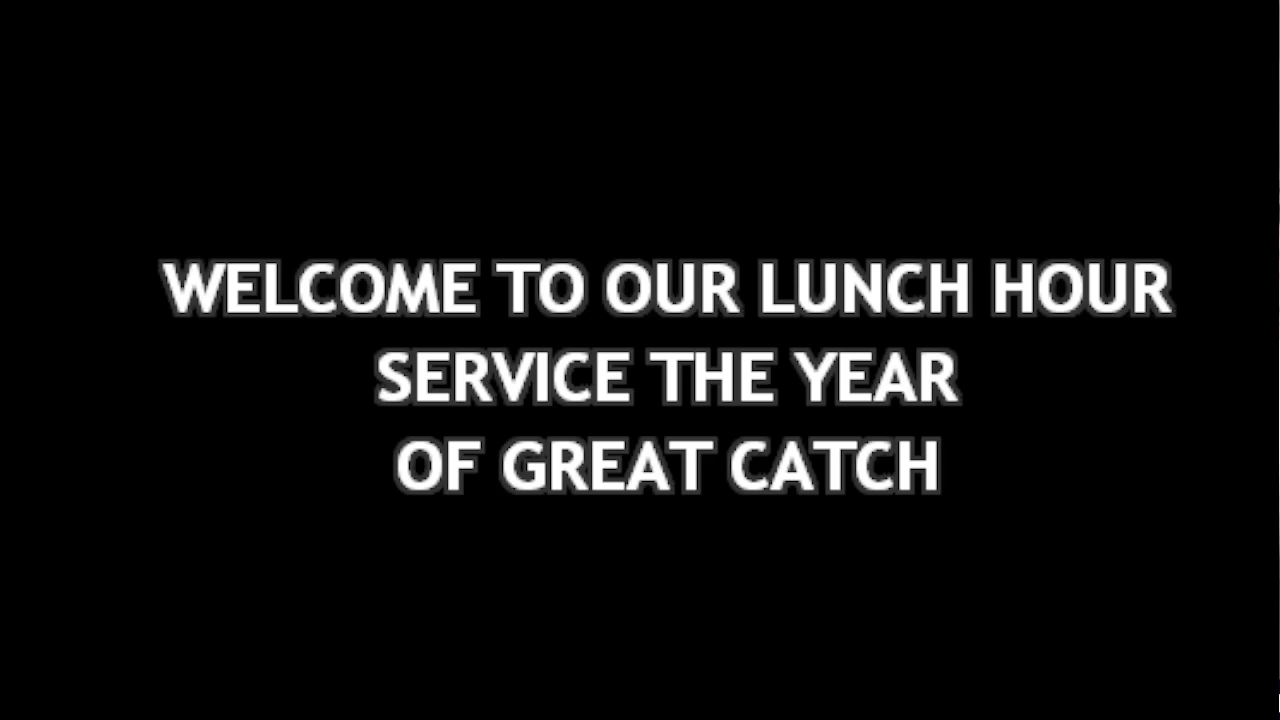 WELCOME TO OUR LUNCH HOUR
SERVICE THE YEAR
OF GREAT CATCH